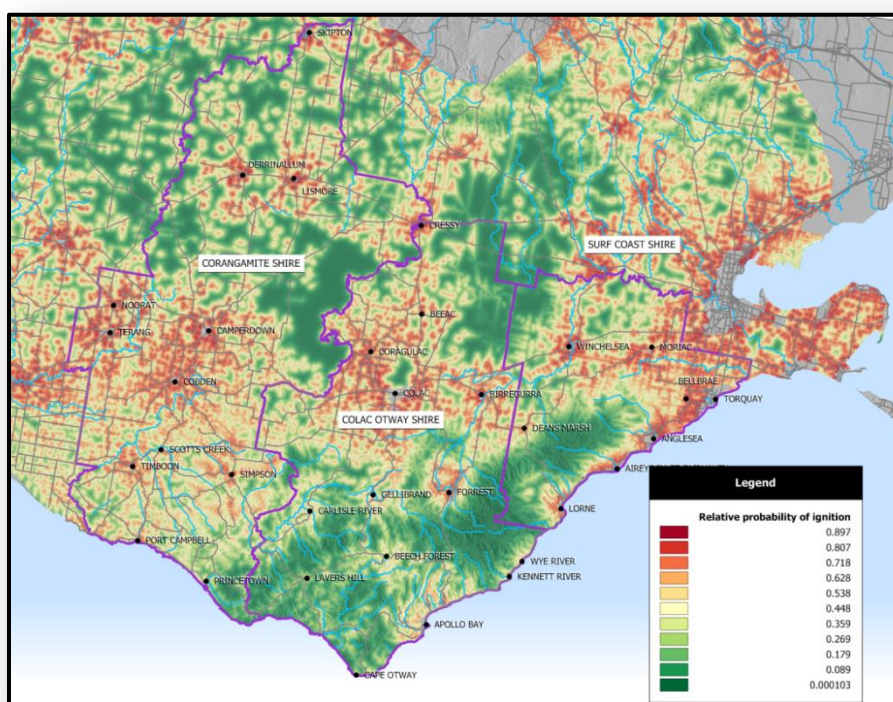 SKIPTON
DERRINALLUM
LISMORE
CRESSY
SURF COAST SHIRE
CORANGAMITE SHIRE
NOORAT
BEEAC
TERANG
CAMPERDOWN
WINCHELSEA
MORIAC
CORAGULAC
COBDEN
COLAC
BIRREGURRA
BELLBRAE
TORQUAY
COLAC OTWAY SHIRE
DEANS MARSH
ANGLESEA
SCOTTS CREEK
TIMBOON
SIMPSON
AIREYS
GELLIBRAND
FORREST
CARLISLE RIVER
LORNE
PORT CAMPBELL
BEECH FOREST
WYE RIVER
KENNETT RIVER
PRINCETOWN
LAVERS HILL
APOLLO BAY
CAPE OTWAY
Legend
Relative probability of ignition
0.897
0.807
0.718
0.628
0.538
0.448
0.359
0.269
0.179
0.089
0.000103